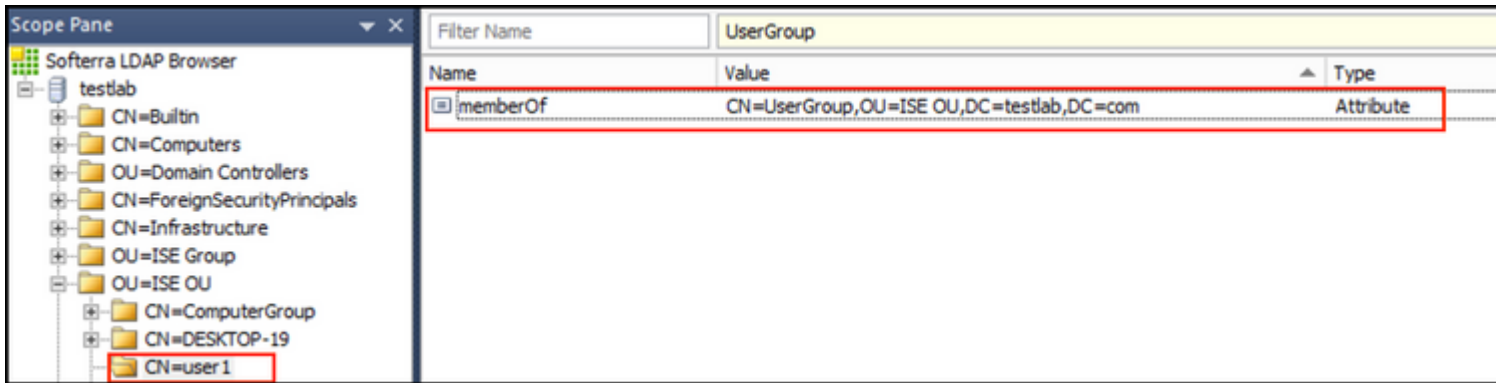 Scope Pane
Softerra LDAP Browser
testlab
CN=Builtin
CN=Computers
OU=Domain Controllers
CN=ForeignSecurityPrincipals
CN=Infrastructure
OU=ISE Group
OU=ISE OU
CN=ComputerGroup
CN=DESKTOP-19
CN=user1
Filter Name UserGroup
Name Value Type
memberOf CN=UserGroup,OU=ISE OU,DC=testlab,DC=com Attribute